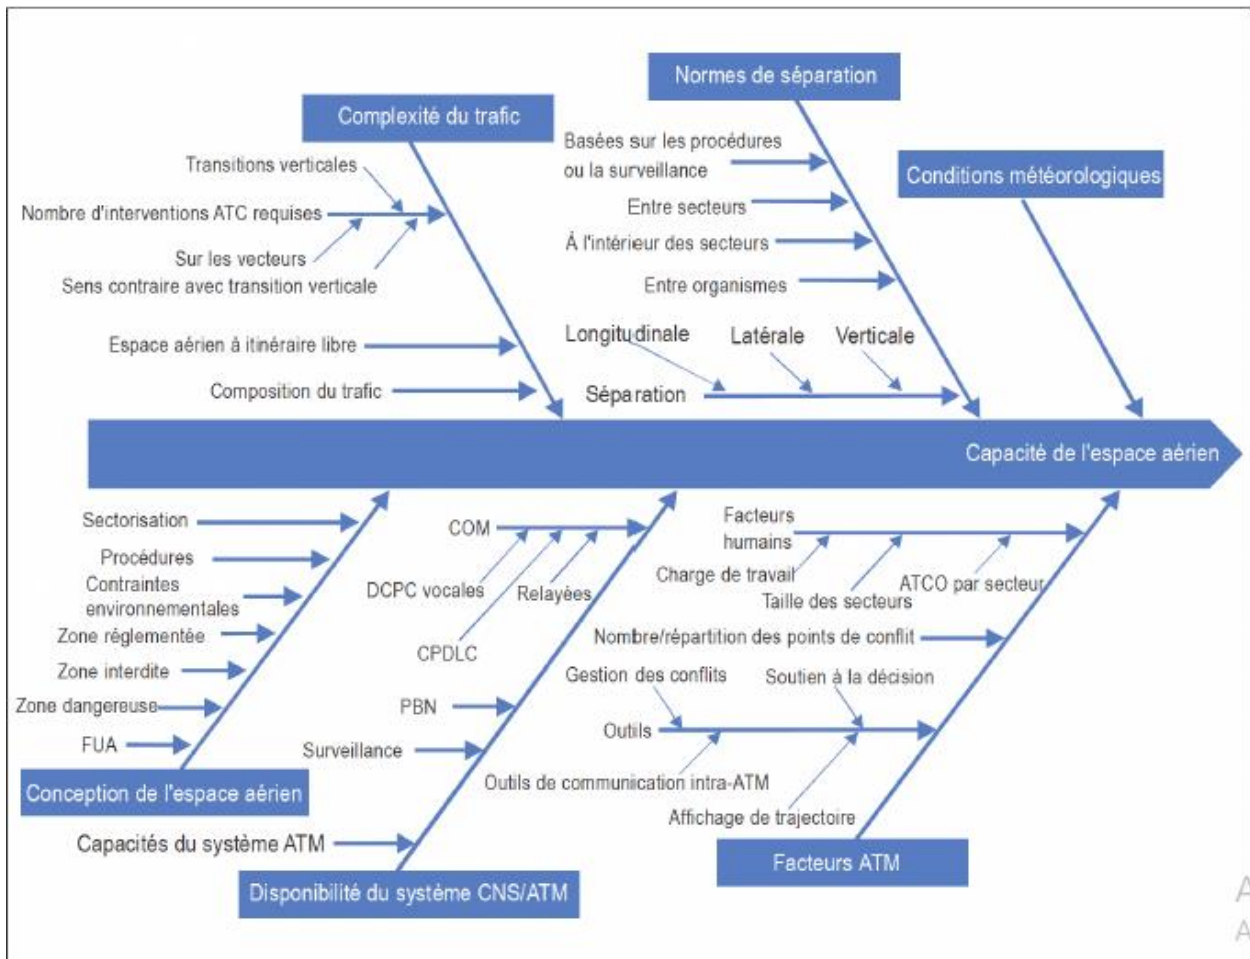 Normes de séparation
Complexité du trafic
Basées sur les procédures
ou la surveillance
Transitions verticales
Conditions météorologiques
Nombre d'interventions ATC requises
Entre secteurs
Sur les vecteurs
À l'intérieur des secteurs
Sens contraire avec transition verticale
Entre organismes
Longitudinale
Latérale
Verticale
Espace aérien à itinéraire libre
Composition du trafic
Séparation
Capacité de l'espace aérien
Sectorisation
COM
Facteurs
humains
Procédures
Contraintes
environnementales
DCPC vocales
Relayées
Charge de travail
ATCO par secteur
Taille des secteurs
Zone réglementée
Nombre/répartition des points de conflit
CPDLC
Zone interdite
Gestion des conflits
Soutien à la décision
Zone dangereuse
PBN
FUA
Surveillance
Outils
Outils de communication intra-ATM
Conception de l'espace aérien
Affichage de trajectoire
Capacités du système ATM
Facteurs ATM
Disponibilité du système CNS/ATM
A
A